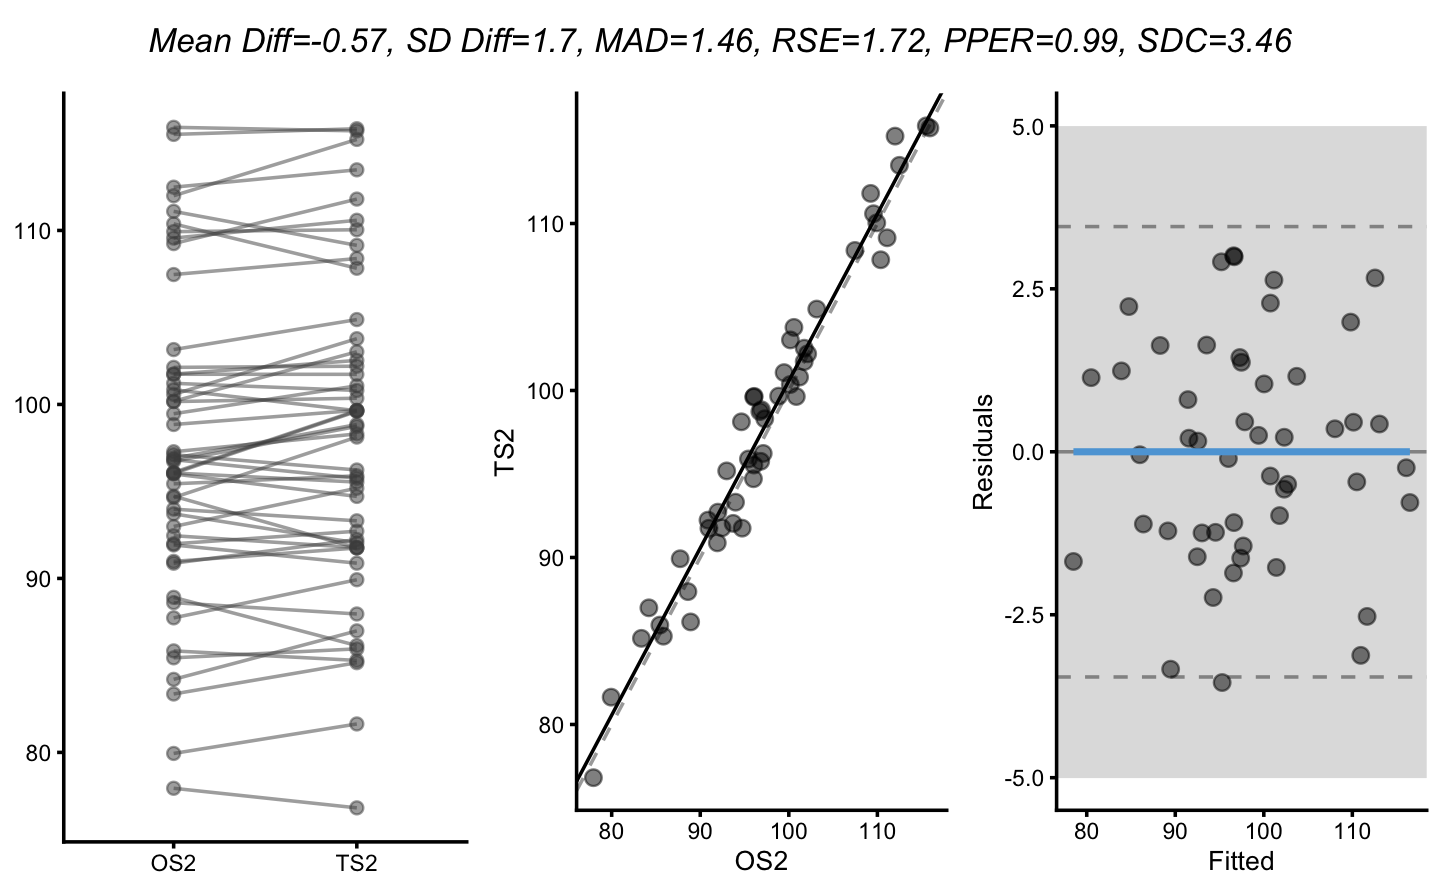 Mean Diff=-0.57, SD Diff=1.7, MAD=1.46, RSE=1.72, PPER=0.99, SDC=3.46
110
100
90
80
OS2 TS2
TS2
110
100
90
80
80 90 100 110
OS2
Residuals
5.0
2.5
0.0
-2.5
-5.0
80 90 100 110
Fitted